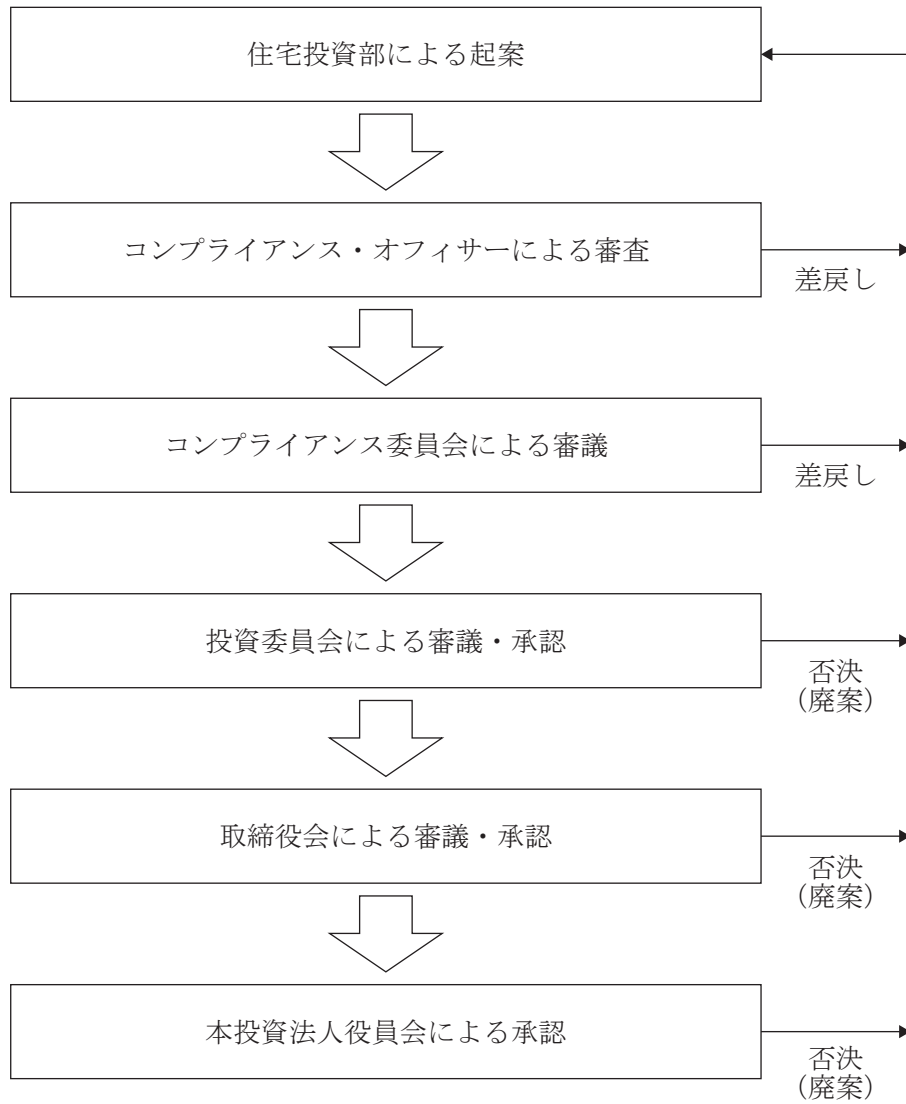 住宅投資部による起案
コンプライアンス・オフィサーによる審査
差戻し
コンプライアンス委員会による審議
差戻し
投資委員会による審議・承認
否決
(廃案)
取締役会による審議・承認
否決
(廃案)
本投資法人役員会による承認
否決
(廃案)